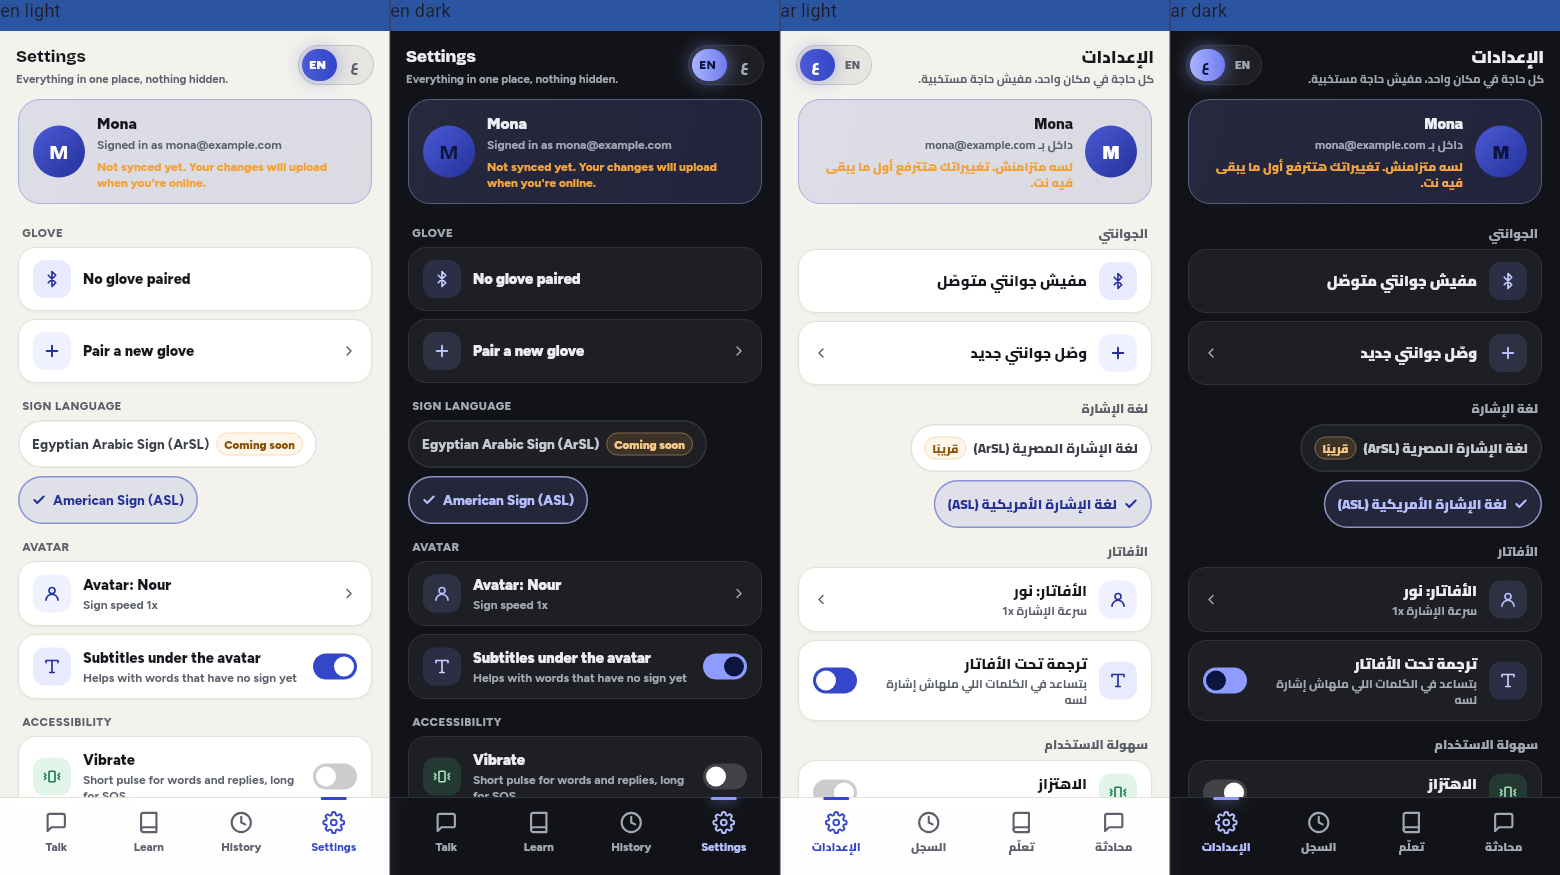 en light
Settings
Everything in one place, nothing hidden.
EN
ع
Mona
M
Signed in as mona@example.com
Not synced yet. Your changes will upload
when you're online.
GLOVE
No glove paired
Pair a new glove
SIGN LANGUAGE
Egyptian Arabic Sign (ArSL)
Coming soon
American Sign (ASL)
AVATAR
Avatar: Nour
Sign speed 1x
Subtitles under the avatar
Helps with words that have no sign yet
ACCESSIBILITY
Vibrate
Short pulse for words and replies, long
for SOS
Talk
Learn
History
Settings
en dark
Settings
Everything in one place, nothing hidden.
EN
ع
Mona
M
Signed in as mona@example.com
Not synced yet. Your changes will upload
when you're online.
GLOVE
No glove paired
Pair a new glove
SIGN LANGUAGE
Egyptian Arabic Sign (ArSL)
Coming soon
American Sign (ASL)
AVATAR
Avatar: Nour
Sign speed 1x
Subtitles under the avatar
Helps with words that have no sign yet
ACCESSIBILITY
Vibrate
Short pulse for words and replies, long
for SOS
Talk
Learn
History
Settings
ar light
الإعدادات
كل حاجة في مكان واحد، مفيش حاجة مستخبية.
EN
ع
Mona
M
داخل بـ mona@example.com
لسه متزامنش. تغييراتك هتترفع أول ما يبقى
فيه نت.
الجوانتي
مفيش جوانتي متوصّل
وصّل جوانتي جديد
لغة الإشارة
لغة الإشارة المصرية (ArSL)
قريبًا
لغة الإشارة الأمريكية (ASL)
الأفاتار
الأفاتار: نور
سرعة الإشارة 1x
ترجمة تحت الأفاتار
بتساعد في الكلمات اللي ملهاش إشارة
لسه
سهولة الاستخدام
الاهتزاز
محادثة
تعلّم
السجل
الإعدادات
ar dark
الإعدادات
كل حاجة في مكان واحد، مفيش حاجة مستخبية.
EN
ع
Mona
M
داخل بـ mona@example.com
لسه متزامنش. تغييراتك هتترفع أول ما يبقى
فيه نت.
الجوانتي
مفيش جوانتي متوصّل
وصّل جوانتي جديد
لغة الإشارة
لغة الإشارة المصرية (ArSL)
قريبًا
لغة الإشارة الأمريكية (ASL)
الأفاتار
الأفاتار: نور
سرعة الإشارة 1x
ترجمة تحت الأفاتار
بتساعد في الكلمات اللي ملهاش إشارة
لسه
سهولة الاستخدام
الاهتزاز
محادثة
تعلّم
السجل
الإعدادات